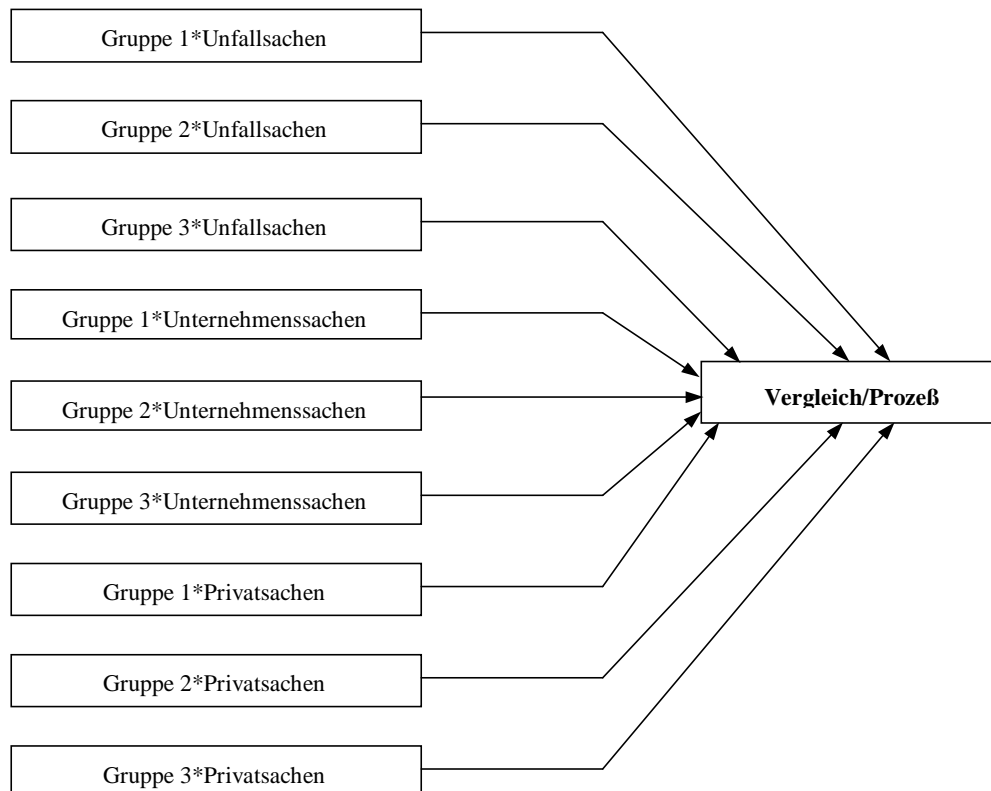 Gruppe 1*Unfallsachen
Gruppe 2*Unfallsachen
Gruppe 3*Unfallsachen
Gruppe 1*Unternehmenssachen
Gruppe 2*Unternehmenssachen
Gruppe 3*Unternehmenssachen
Gruppe 1*Privatsachen
Gruppe 2*Privatsachen
Gruppe 3*Privatsachen
Vergleich/Prozeß